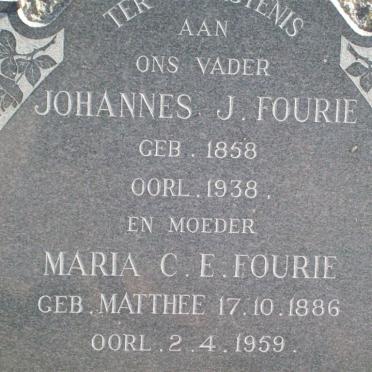 TER
AAN
ONS VADER
JOHANNES J. FOURIE
GEB. 1858
OORL. 1938.
EN MOEDER
MARIA C. E. FOURIE
GEB. MATTHEE 17.10.1886
OORL. 2.4.1959.